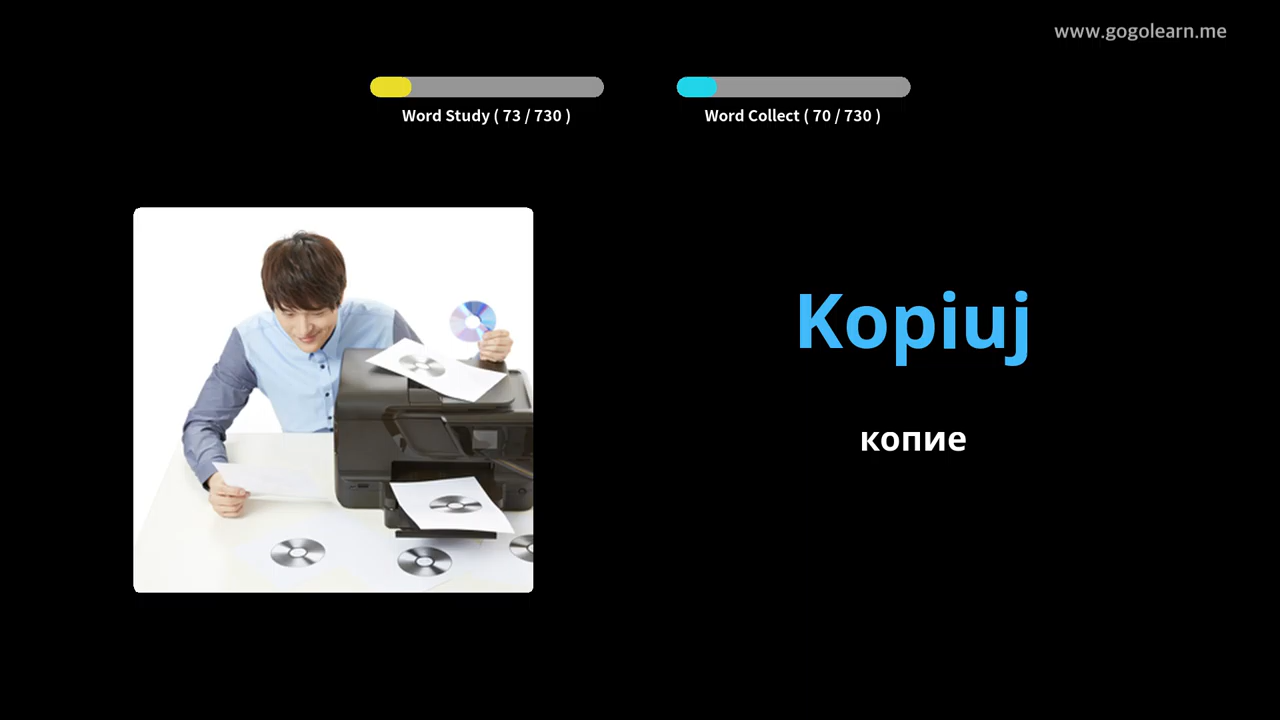 www.gogolearn.me
Word Study ( 73 / 730 )
Word Collect ( 70 / 730 )
Kopiuj
копие